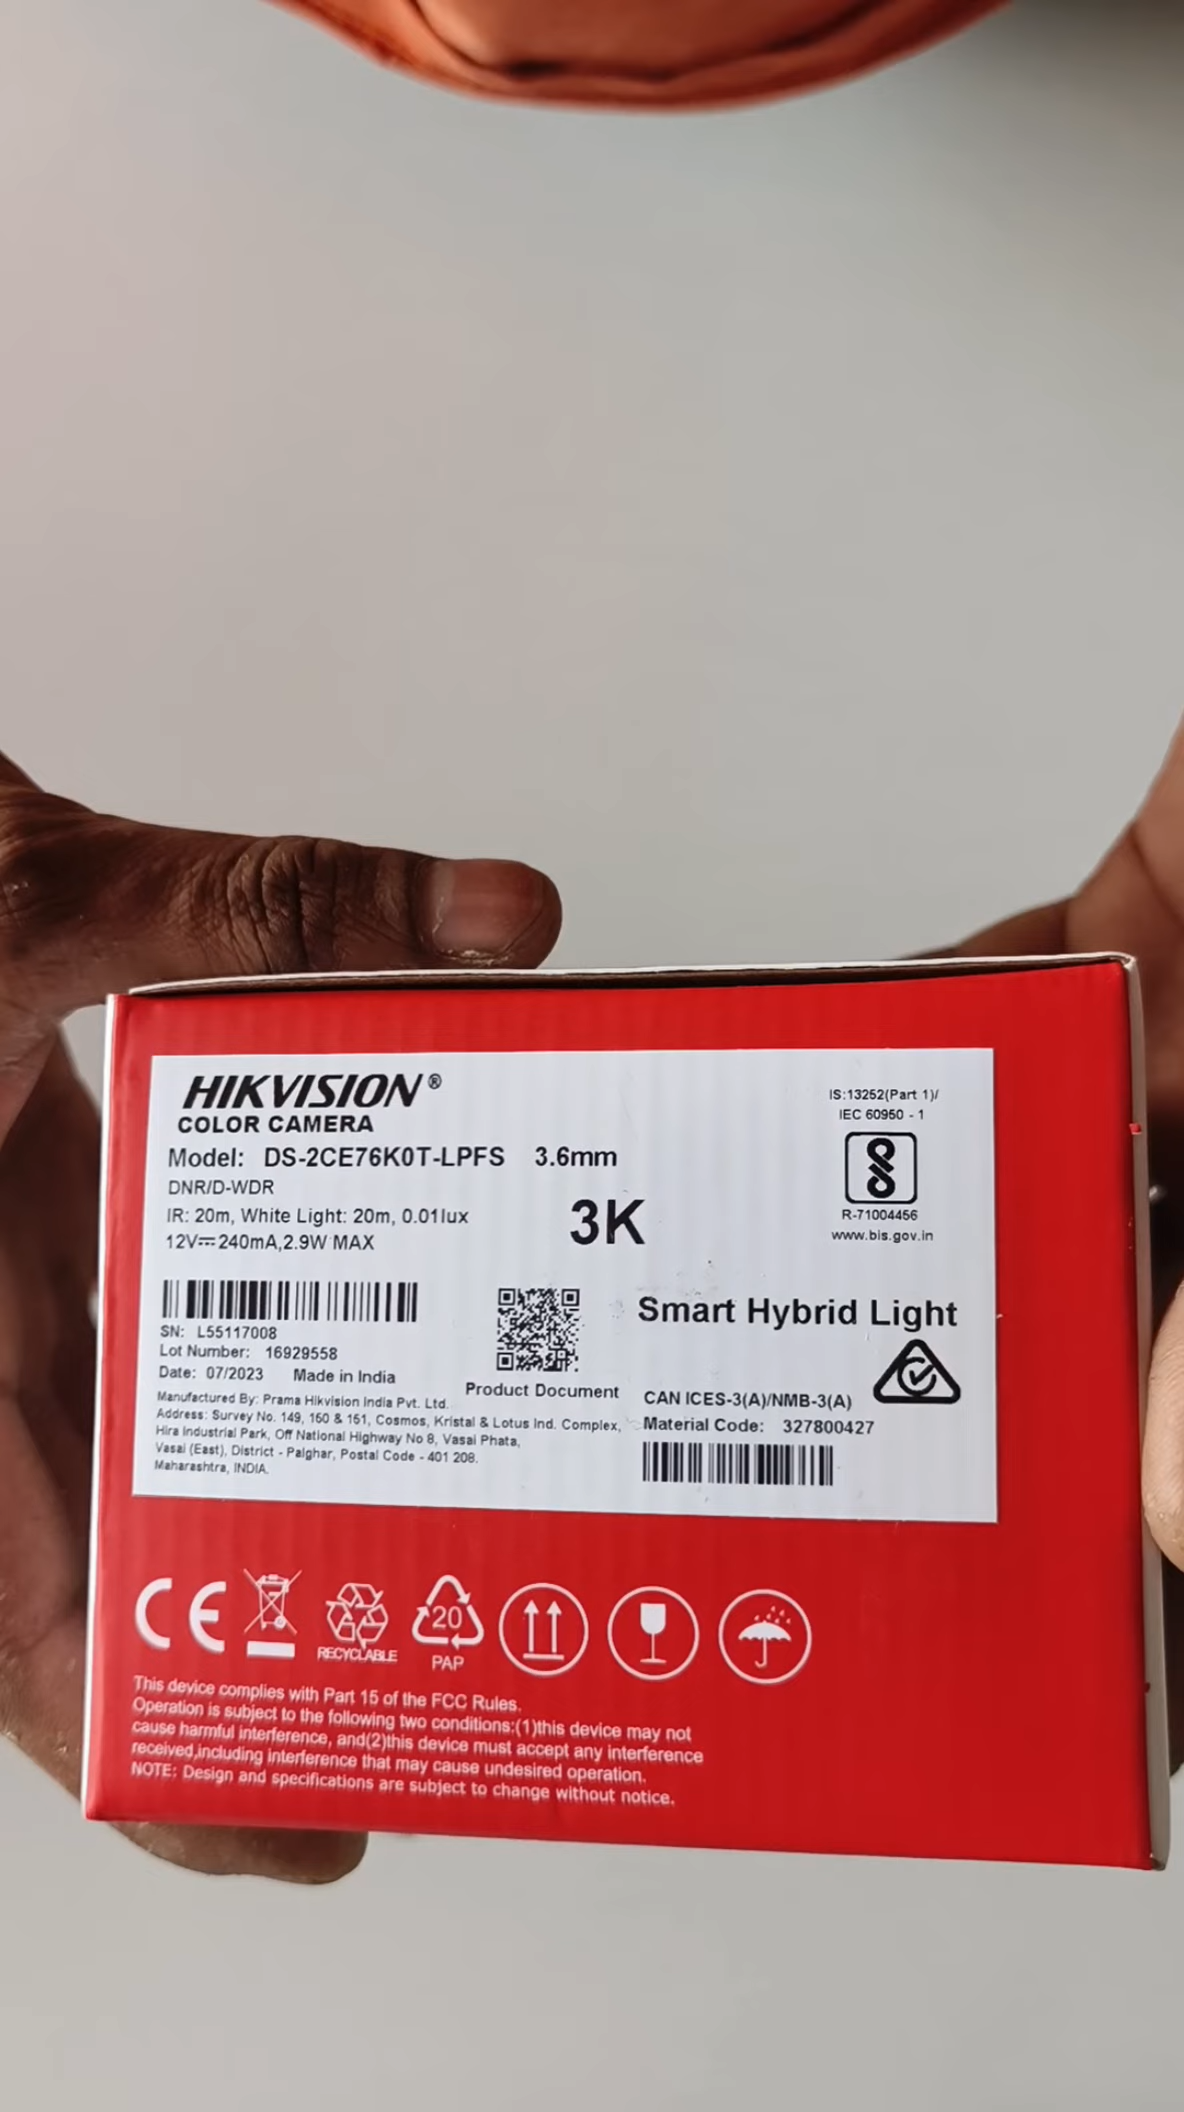 HIKVISION®
COLOR CAMERA
Model: DS-2CE76K0T-LPFS 3.6mm
DNR/D-WDR
IR: 20m, White Light: 20m, 0.01lux
12V⎓240mA,2.9W MAX
3K
IS:13252(Part 1)/
IEC 60950 - 1
R-71004456
www.bis.gov.in
Smart Hybrid Light
SN: L55117008
Lot Number: 16929558
Date: 07/2023 Made in India
Manufactured By: Prama Hikvision India Pvt. Ltd.
Address: Survey No. 149, 160 & 161, Cosmos, Kristal & Lotus Ind. Complex,
Hira Industrial Park, Off National Highway No 8, Vasai Phata,
Vasai (East), District - Palghar, Postal Code - 401 208.
Maharashtra, INDIA.
Product Document
CAN ICES-3(A)/NMB-3(A)
Material Code: 327800427
CE
RECYCLABLE
20
PAP
This device complies with Part 15 of the FCC Rules.
Operation is subject to the following two conditions:(1)this device may not
cause harmful interference, and(2)this device must accept any interference
received,including interference that may cause undesired operation.
NOTE: Design and specifications are subject to change without notice.